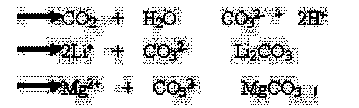 CO₂ + H₂O CO₃²⁻ + 2H⁺
2Li⁺ + CO₃²⁻ Li₂CO₃
Mg²⁺ + CO₃²⁻ MgCO₃ ,